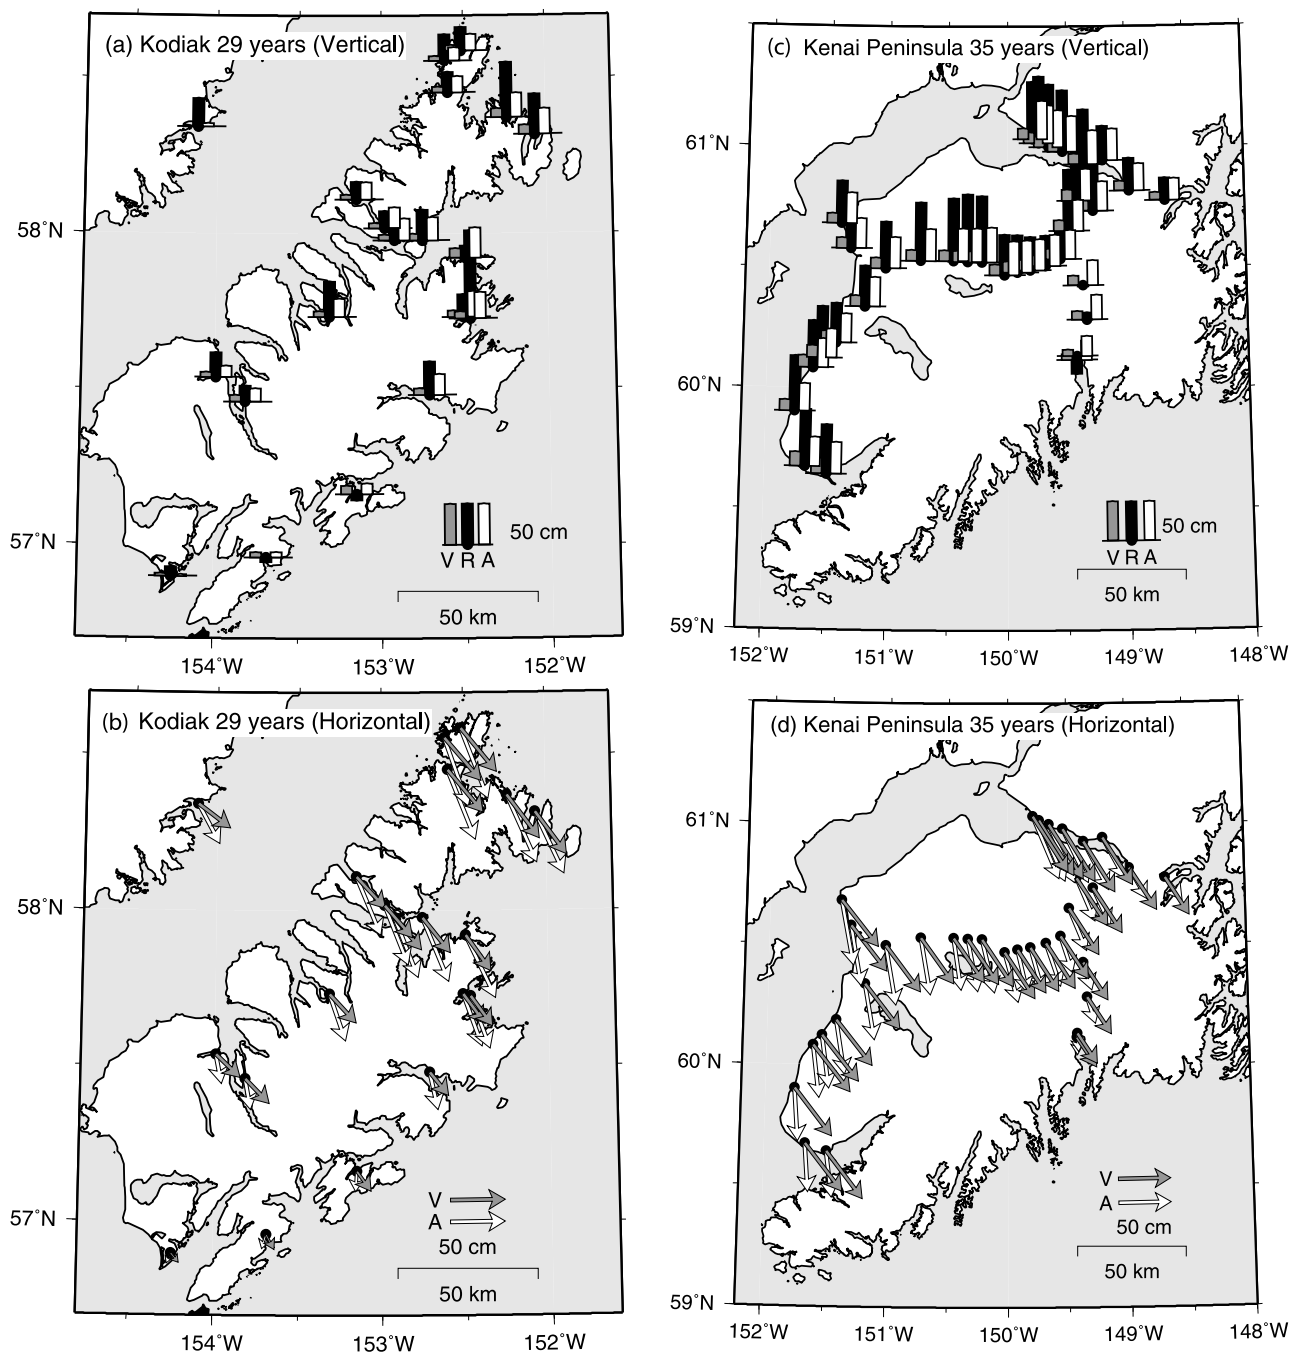 (a) Kodiak 29 years (Vertical)
58°N
57°N
50 cm
V R A
50 km
154°W
153°W
152°W
(c) Kenai Peninsula 35 years (Vertical)
61°N
60°N
59°N
50 cm
V R A
50 km
152°W
151°W
150°W
149°W
148°W
(b) Kodiak 29 years (Horizontal)
58°N
57°N
V
A
50 cm
50 km
154°W
153°W
152°W
(d) Kenai Peninsula 35 years (Horizontal)
61°N
60°N
59°N
V
A
50 cm
50 km
152°W
151°W
150°W
149°W
148°W